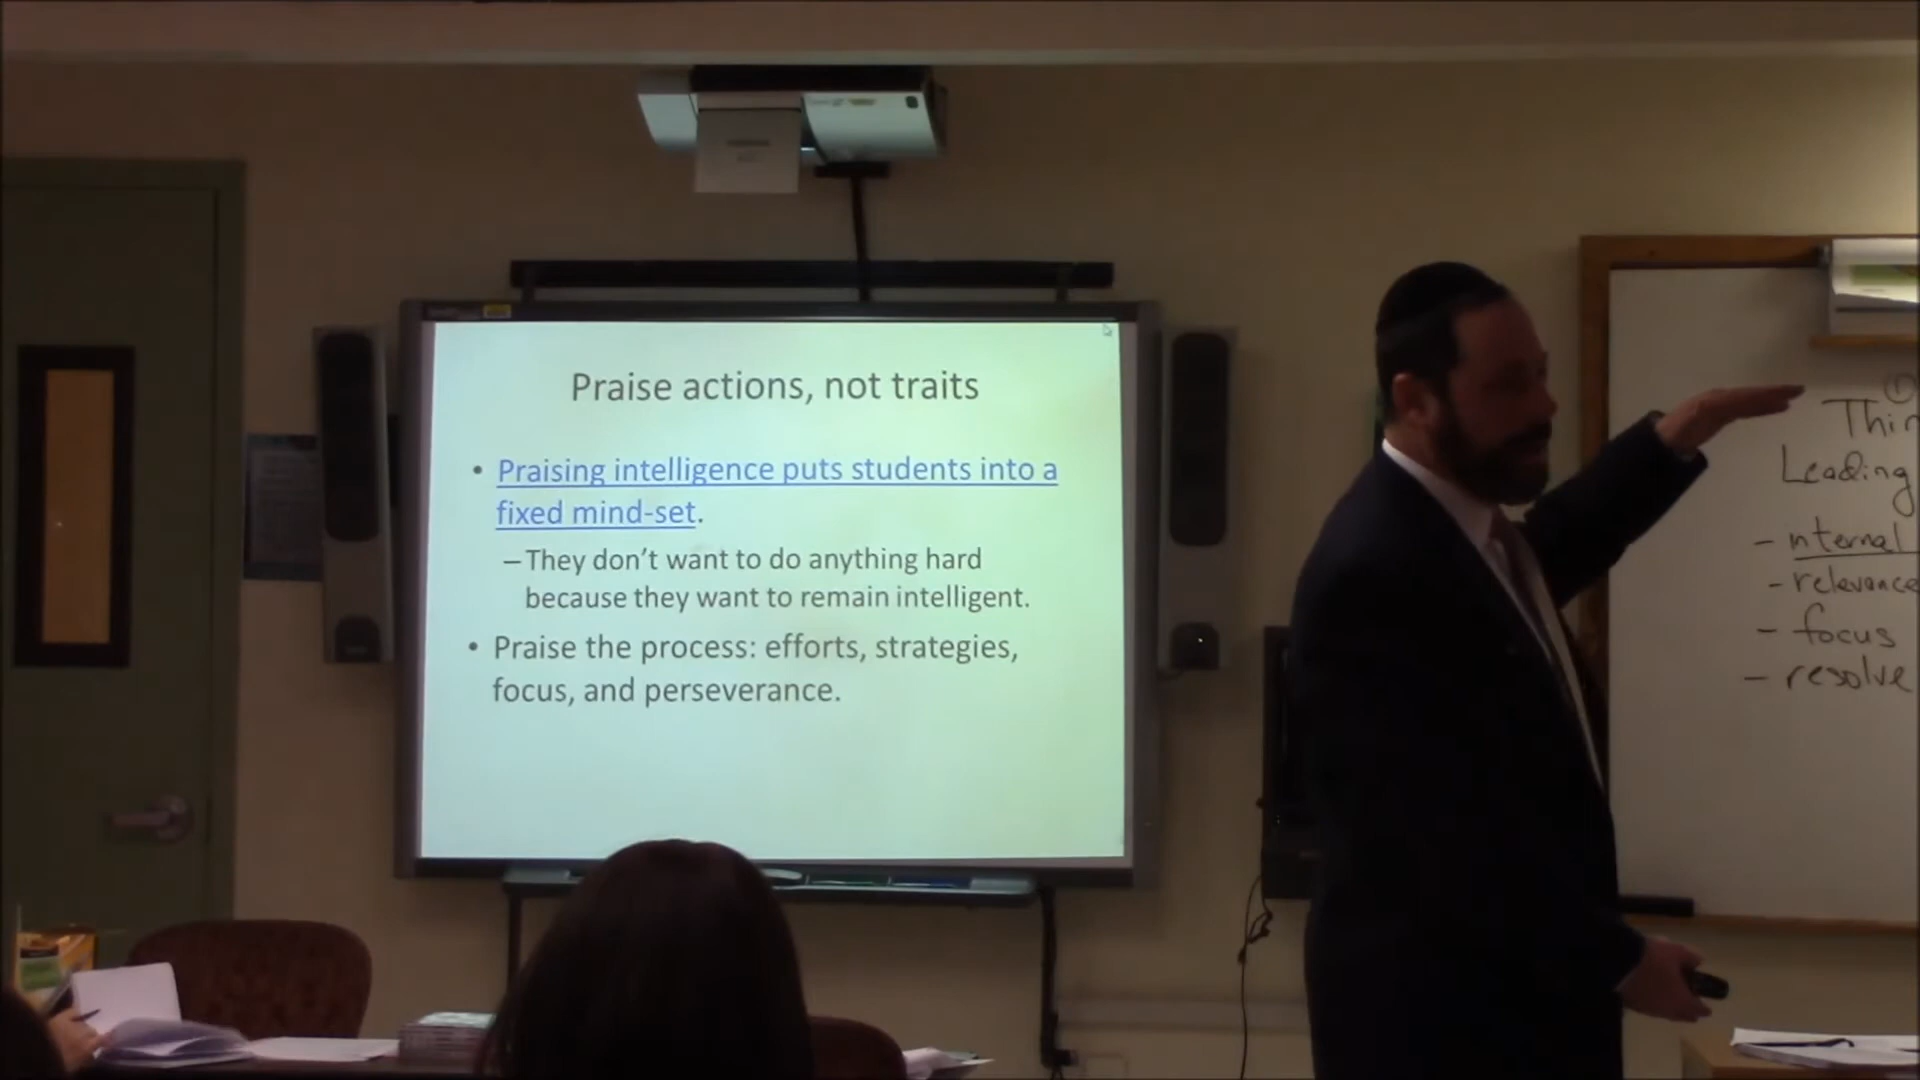 Praise actions, not traits
• Praising intelligence puts students into a
fixed mind-set.
– They don't want to do anything hard
because they want to remain intelligent.
• Praise the process: efforts, strategies,
focus, and perseverance.
①
Leading
– internal
– relevance
– focus
– resolve